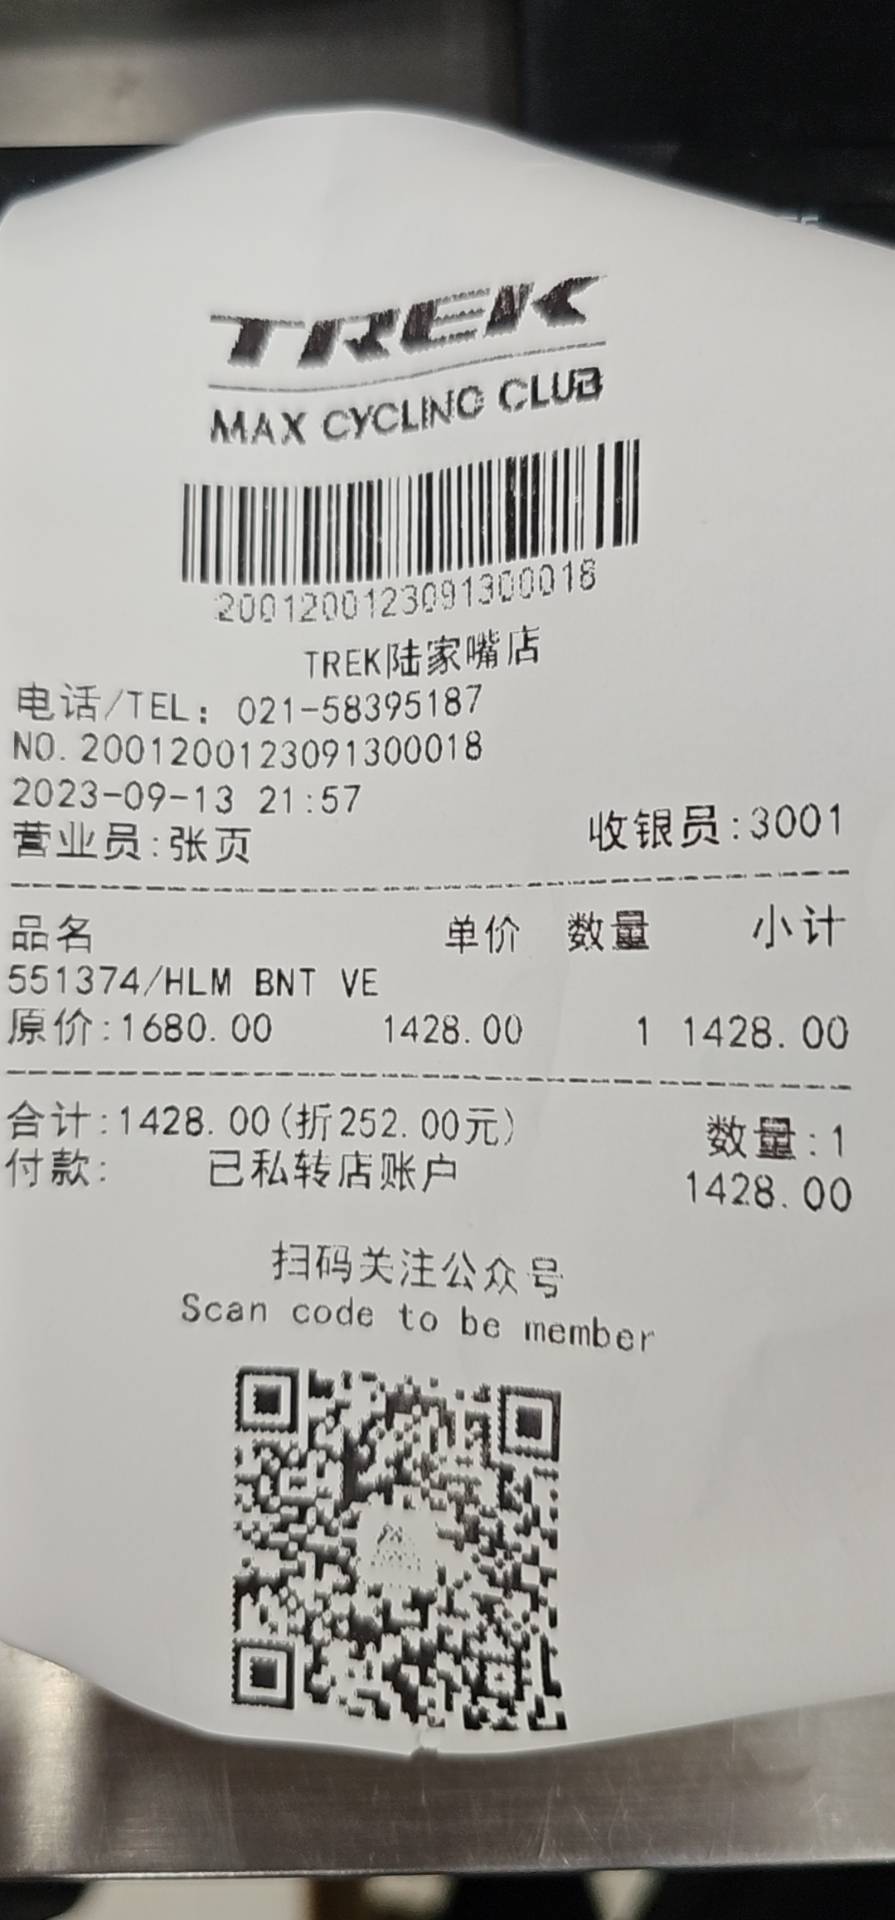 TREK
MAX CYCLING CLUB
2001200123091300018
TREK陆家嘴店
电话/TEL: 021-58395187
NO.2001200123091300018
2023-09-13 21:57
营业员:张页 收银员:3001
品名 单价 数量 小计
551374/HLM BNT VE
原价:1680.00 1428.00 1 1428.00
合计:1428.00(折252.00元) 数量:1
付款: 已私转店账户 1428.00
扫码关注公众号
Scan code to be member